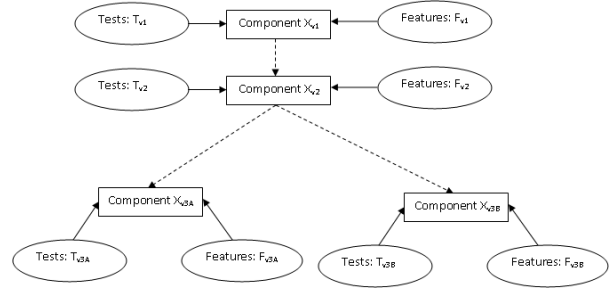 Tests: Tv1
Component Xv1
Features: Fv1
Tests: Tv2
Component Xv2
Features: Fv2
Component Xv3A
Component Xv3B
Tests: Tv3A
Features: Fv3A
Tests: Tv3B
Features: Fv3B